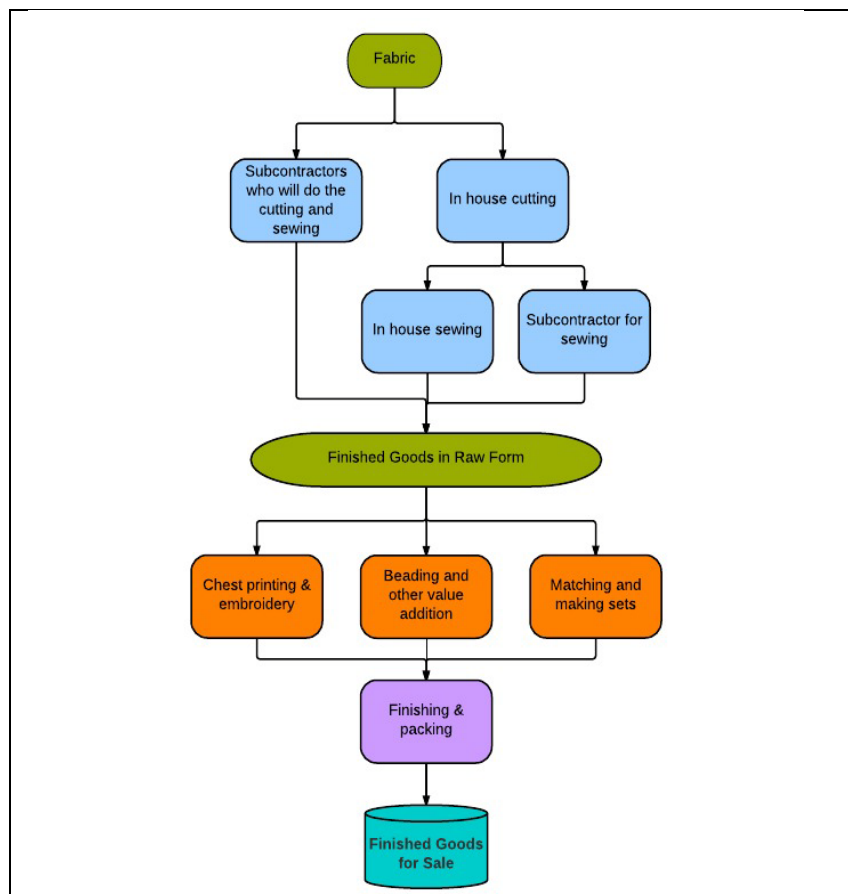 Fabric
Subcontractors
who will do the
cutting and
sewing
In house cutting
In house sewing
Subcontractor for
sewing
Finished Goods in Raw Form
Chest printing &
embroidery
Beading and
other value
addition
Matching and
making sets
Finishing &
packing
Finished Goods
for Sale